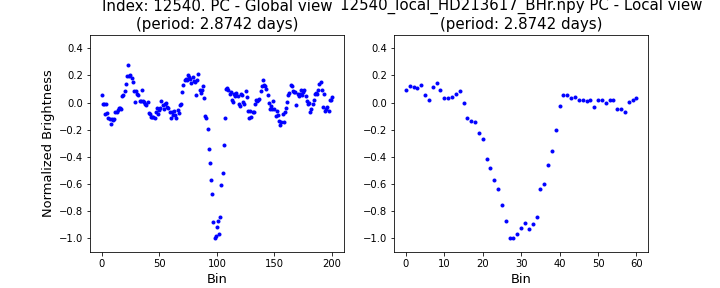 Index: 12540. PC - Global view
(period: 2.8742 days)
12540_local_HD213617_BHr.npy PC - Local view
(period: 2.8742 days)
Normalized Brightness
0.4
0.2
0.0
−0.2
−0.4
−0.6
−0.8
−1.0
0 50 100 150 200
Bin
0.4
0.2
0.0
−0.2
−0.4
−0.6
−0.8
−1.0
0 10 20 30 40 50 60
Bin